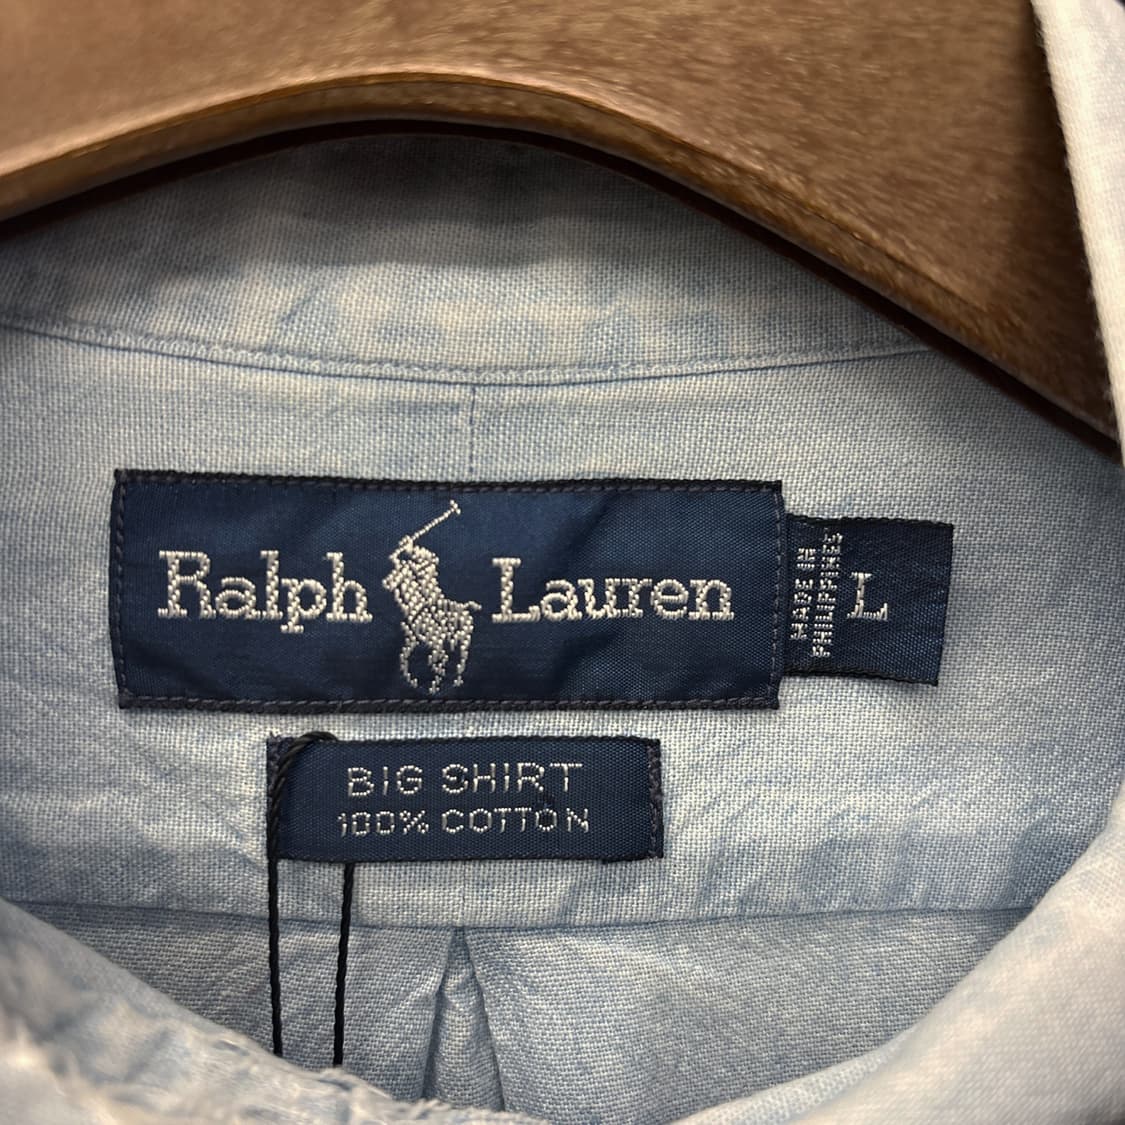 Ralph Lauren
MADE IN
PHILIPPINES
L
BIG SHIRT
100% COTTON